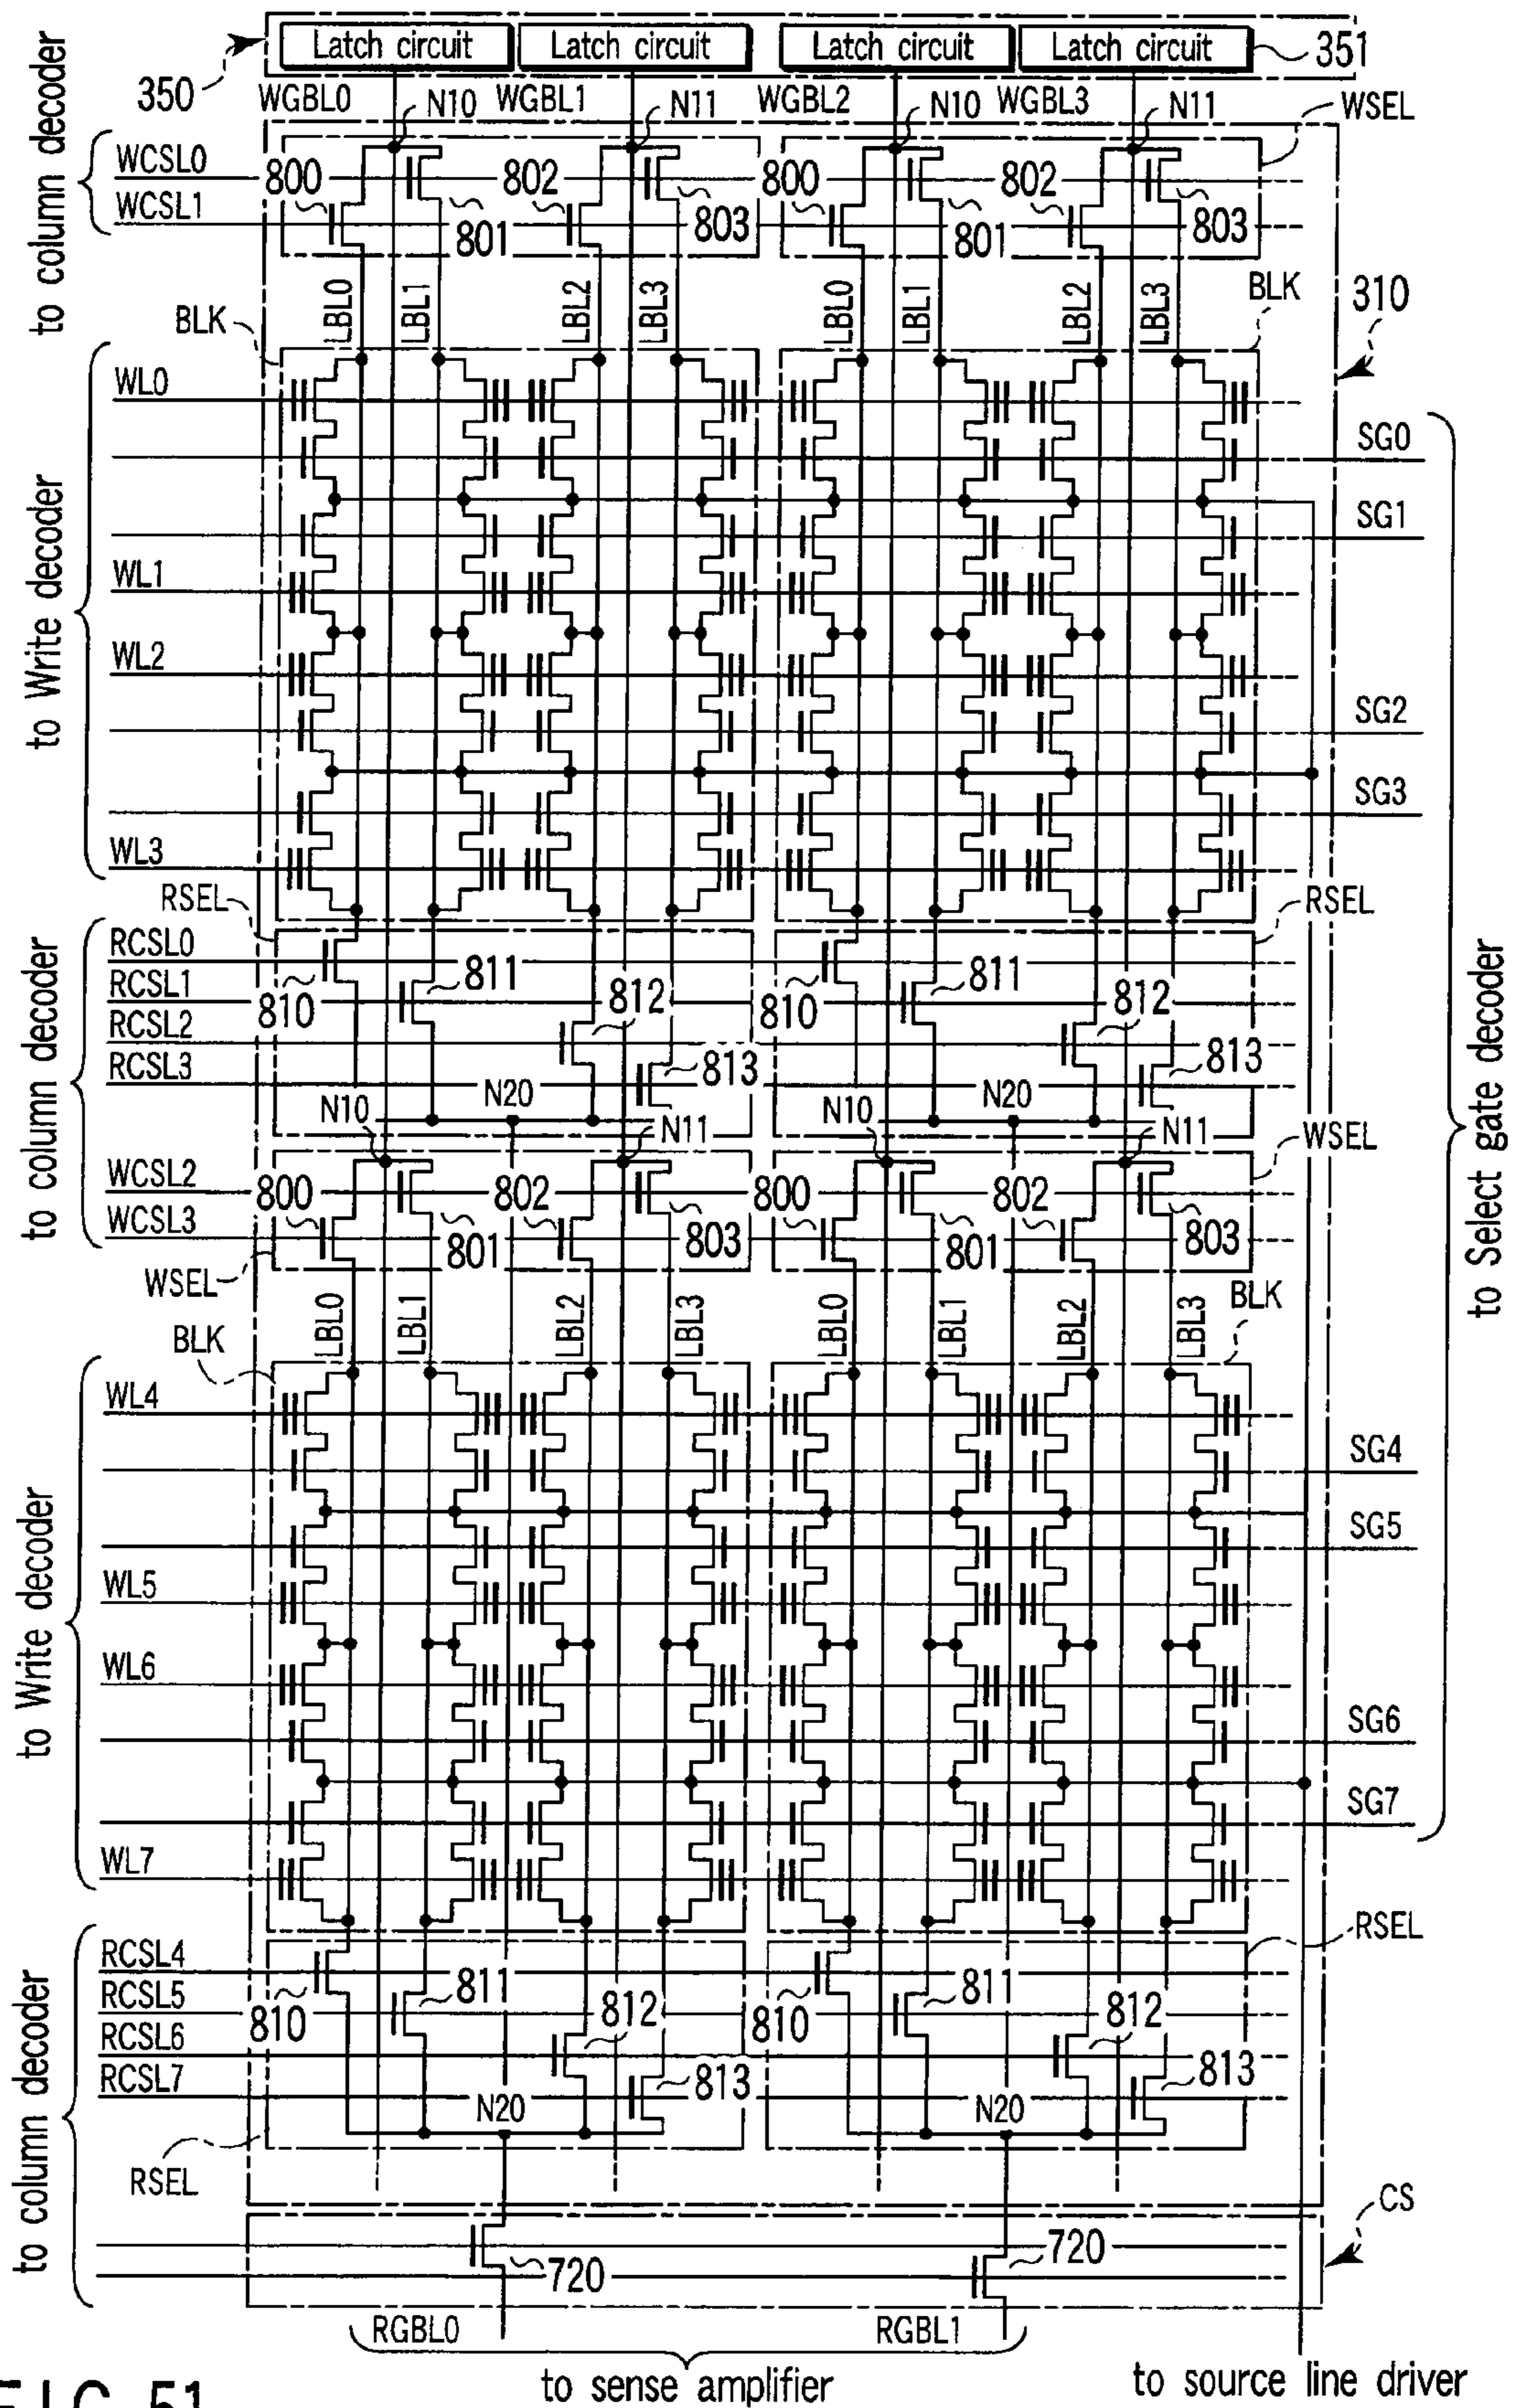 Latch circuit Latch circuit Latch circuit Latch circuit 351
350 WGBL0 N10 WGBL1 N11 WGBL2 N10 WGBL3 N11 WSEL
to column decoder
WCSL0 800 802 800 802
WCSL1 801 803 801 803
LBL0 LBL1 LBL2 LBL3 LBL0 LBL1 LBL2 LBL3
BLK BLK 310
to Write decoder
WL0
SG0
SG1
WL1
WL2
SG2
SG3
WL3
to Select gate decoder
RSEL RSEL
to column decoder
RCSL0 811 811
RCSL1 810 812 810 812
RCSL2
RCSL3 813 813
N20 N20
N10 N11 N10 N11 WSEL
WCSL2 800 802 800 802
WCSL3 801 803 801 803
WSEL
LBL0 LBL1 LBL2 LBL3 LBL0 LBL1 LBL2 LBL3
BLK BLK
to Write decoder
WL4
SG4
SG5
WL5
WL6
SG6
SG7
WL7
RSEL
to column decoder
RCSL4 811 811
RCSL5 810 812 810 812
RCSL6
RCSL7 813 813
N20 N20
RSEL
CS
720 720
RGBL0 RGBL1
to sense amplifier to source line driver
FIG. 51